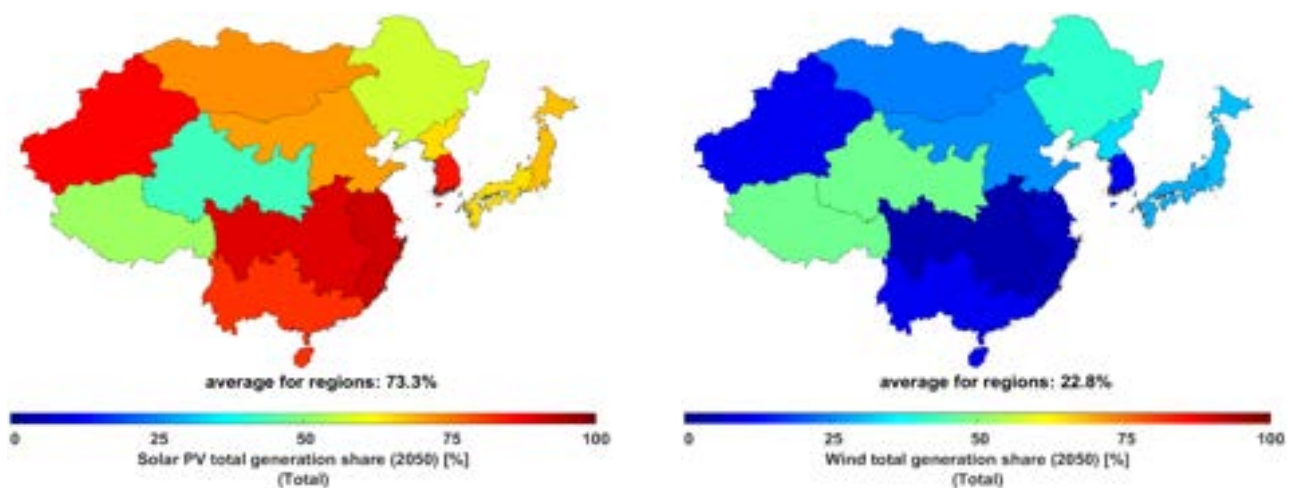 average for regions: 73.3%
0 25 50 75 100
Solar PV total generation share (2050) [%]
(Total)
average for regions: 22.8%
0 25 50 75 100
Wind total generation share (2050) [%]
(Total)